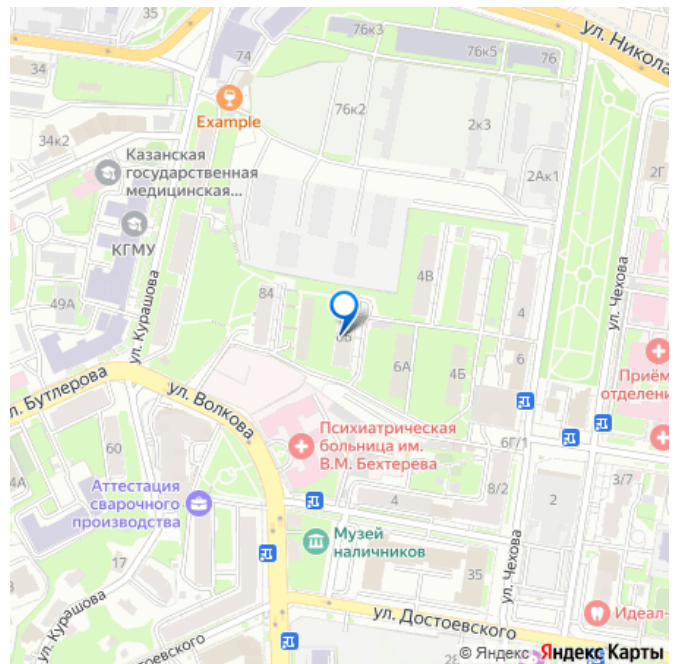 76к3
ул. Никола
74
76к5
76
34
76к2
Example
2к3
34к2
Казанская
государственная
медицинская...
2Ак1
2Г
КГМУ
ул. Чехова
4В
49А
ул. Курашова
84
4
6Б
6
6А
4Б
Приём
отделени
л. Бутлерова
ул. Волкова
Психиатрическая
больница им.
В.М. Бехтерева
6Г/1
60
4А
Аттестация
сварочного
производства
8/2
3/7
4
2
Музей
наличников
17
3
35
ул. Чехова
Идеал-
ул. Курашова
ул. Достоевского
Достоевского
28
© Яндекс Яндекс Карты